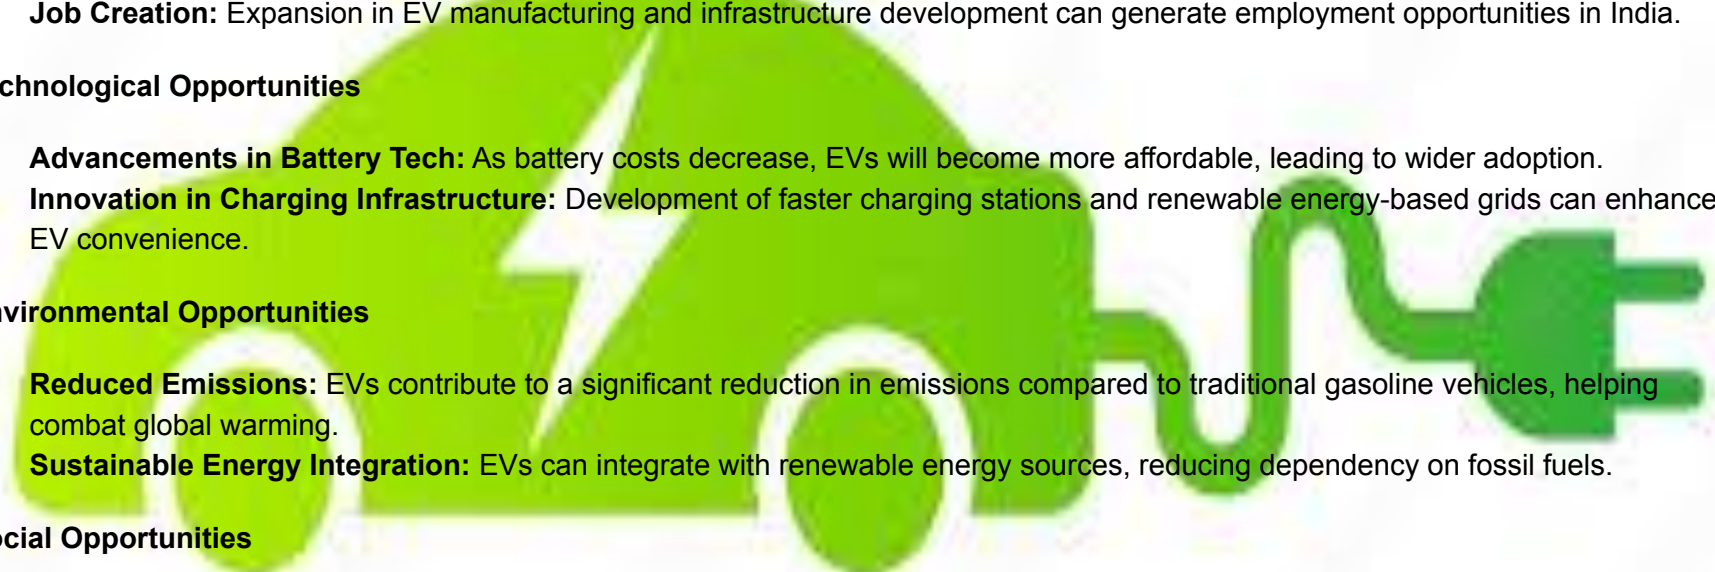 Job Creation: Expansion in EV manufacturing and infrastructure development can generate employment opportunities in India.
chnological Opportunities
Advancements in Battery Tech: As battery costs decrease, EVs will become more affordable, leading to wider adoption.
Innovation in Charging Infrastructure: Development of faster charging stations and renewable energy-based grids can enhance
EV convenience.
nvironmental Opportunities
Reduced Emissions: EVs contribute to a significant reduction in emissions compared to traditional gasoline vehicles, helping
combat global warming.
Sustainable Energy Integration: EVs can integrate with renewable energy sources, reducing dependency on fossil fuels.
ocial Opportunities